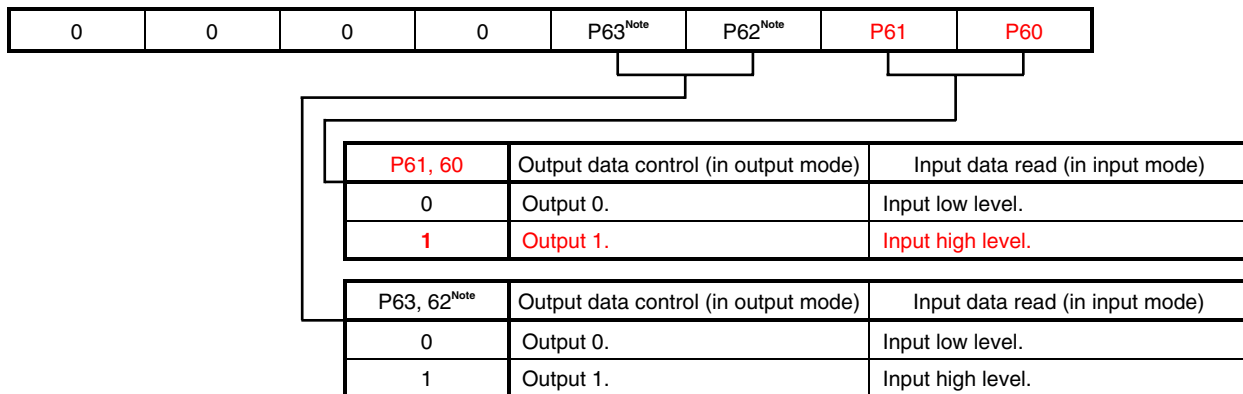 0 0 0 0 P63Note P62Note P61 P60
P61, 60 Output data control (in output mode) Input data read (in input mode)
0 Output 0. Input low level.
1 Output 1. Input high level.
P63, 62Note Output data control (in output mode) Input data read (in input mode)
0 Output 0. Input low level.
1 Output 1. Input high level.